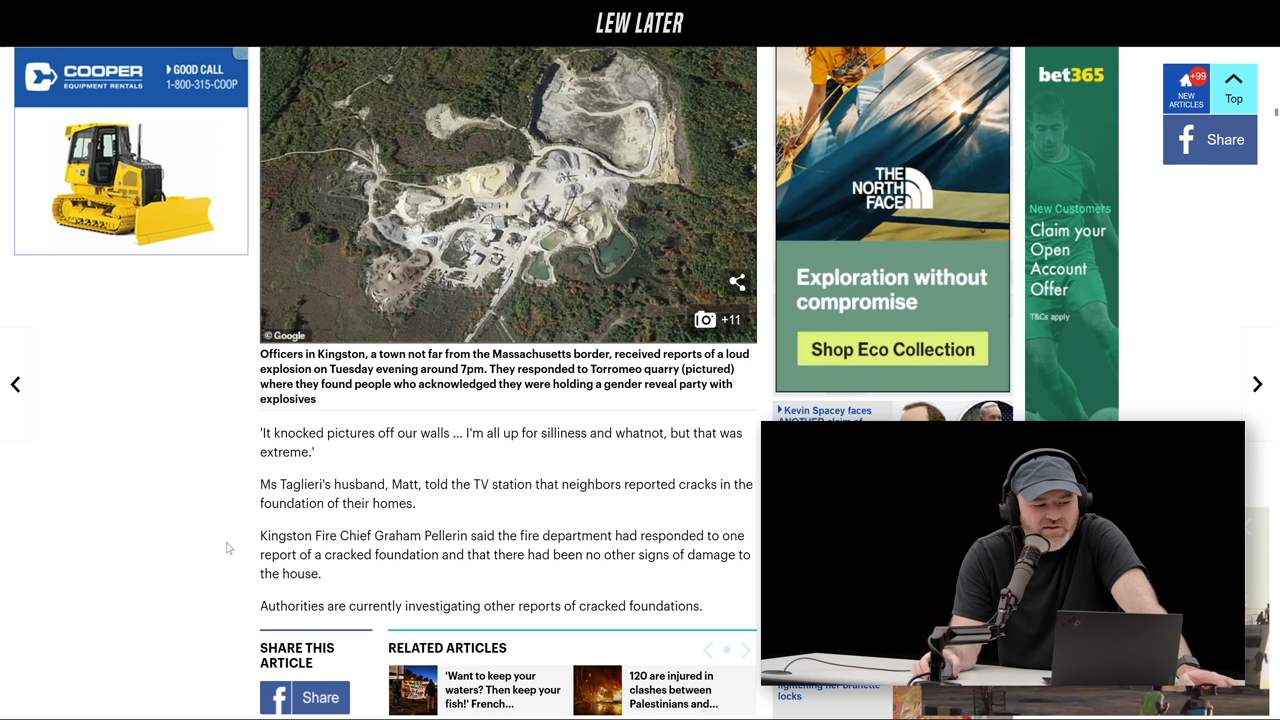 LEW LATER
COOPER
EQUIPMENT RENTALS
GOOD CALL
1-800-315-COOP
© Google
+11
Officers in Kingston, a town not far from the Massachusetts border, received reports of a loud
explosion on Tuesday evening around 7pm. They responded to Torromeo quarry (pictured)
where they found people who acknowledged they were holding a gender reveal party with
explosives
'It knocked pictures off our walls ... I'm all up for silliness and whatnot, but that was
extreme.'
Ms Taglieri's husband, Matt, told the TV station that neighbors reported cracks in the
foundation of their homes.
Kingston Fire Chief Graham Pellerin said the fire department had responded to one
report of a cracked foundation and that there had been no other signs of damage to
the house.
Authorities are currently investigating other reports of cracked foundations.
SHARE THIS
ARTICLE
Share
RELATED ARTICLES
'Want to keep your
waters? Then keep your
fish!' French...
120 are injured in
clashes between
Palestinians and...
THE
NORTH
FACE
Exploration without
compromise
Shop Eco Collection
Kevin Spacey faces
ANOTHER claim of
lightening her brunette
locks
bet365
New Customers
Claim your
Open
Account
Offer
T&Cs apply
+99
NEW
ARTICLES
Top
Share